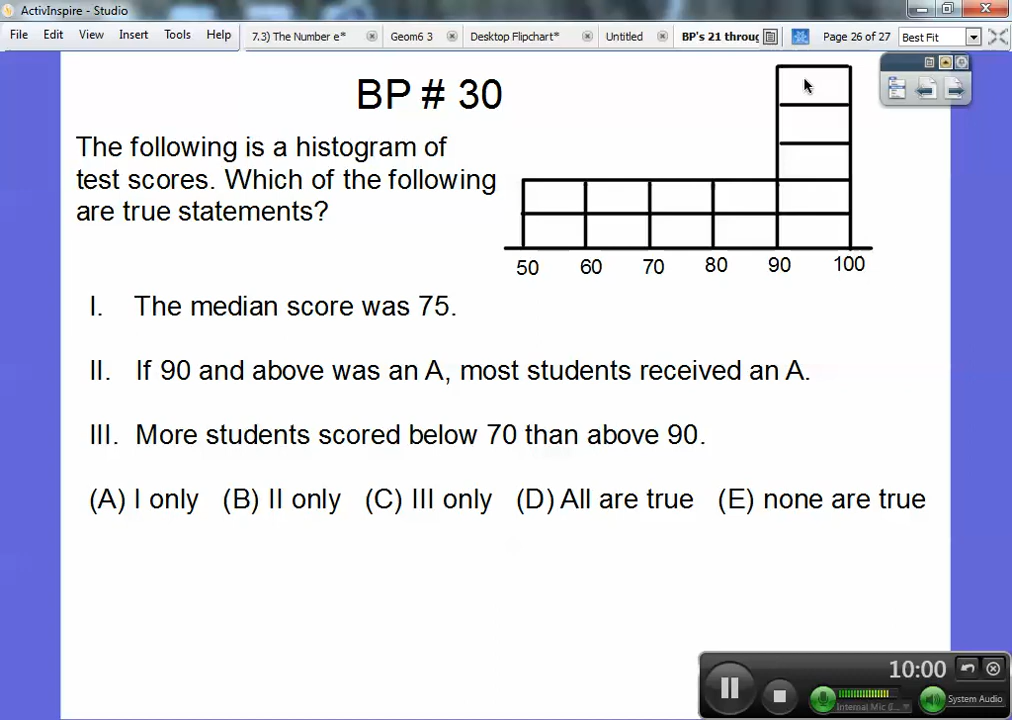 ActivInspire - Studio
File Edit View Insert Tools Help
7.3) The Number e* Geom6 3 Desktop Flipchart* Untitled BP's 21 throug Page 26 of 27 Best Fit
BP # 30
The following is a histogram of
test scores. Which of the following
are true statements?
50 60 70 80 90 100
I. The median score was 75.
II. If 90 and above was an A, most students received an A.
III. More students scored below 70 than above 90.
(A) I only (B) II only (C) III only (D) All are true (E) none are true
10:00
Internal Mic System Audio